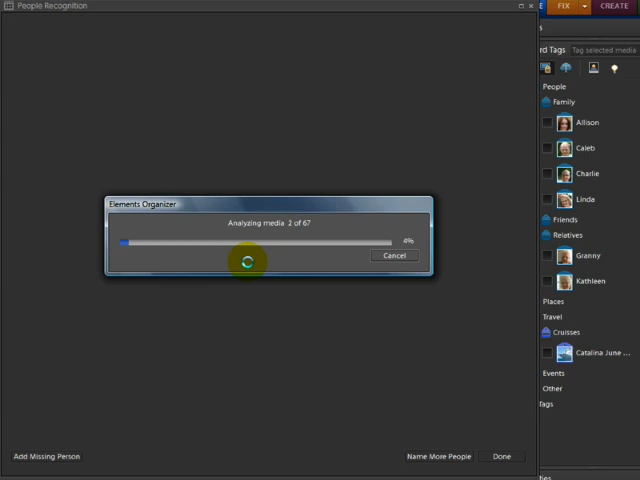 People Recognition
FIX
CREATE
rd Tags
Tag selected media
People
Family
Allison
Caleb
Charlie
Linda
Friends
Relatives
Granny
Kathleen
Places
Travel
Cruisses
Catalina June ...
Events
Other
Tags
Elements Organizer
Analyzing media 2 of 67
4%
Cancel
Add Missing Person
Name More People
Done